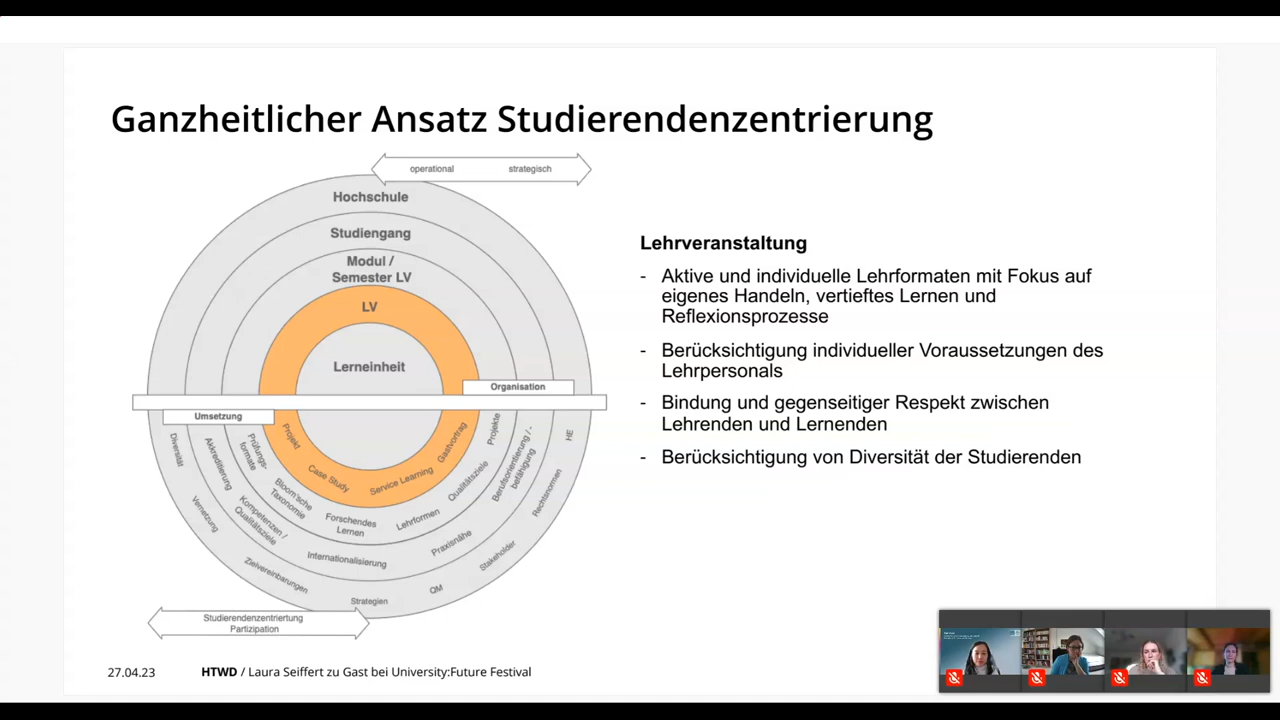 Ganzheitlicher Ansatz Studierendenzentrierung
operational strategisch
Hochschule
Studiengang
Modul /
Semester LV
LV
Lerneinheit
Organisation
Umsetzung
Projekt
Case Study
Service Learning
Gastvortrag
Prüfungs-
formate
Bloom'sche
Taxonomie
Forschendes
Lernen
Lehrformen
Qualitätsziele
Projekte
Akkreditierung
Kompetenzen /
Qualitätsziele
Internationalisierung
Praxisnähe
Berufsorientierung / -
befähigung
Diversität
Vernetzung
Zielvereinbarungen
Strategien
QM
Stakeholder
Rechtsnormen
HE
Studierendenzentriertung
Partizipation
Lehrveranstaltung
- Aktive und individuelle Lehrformaten mit Fokus auf
eigenes Handeln, vertieftes Lernen und
Reflexionsprozesse
- Berücksichtigung individueller Voraussetzungen des
Lehrpersonals
- Bindung und gegenseitiger Respekt zwischen
Lehrenden und Lernenden
- Berücksichtigung von Diversität der Studierenden
27.04.23 HTWD / Laura Seiffert zu Gast bei University:Future Festival